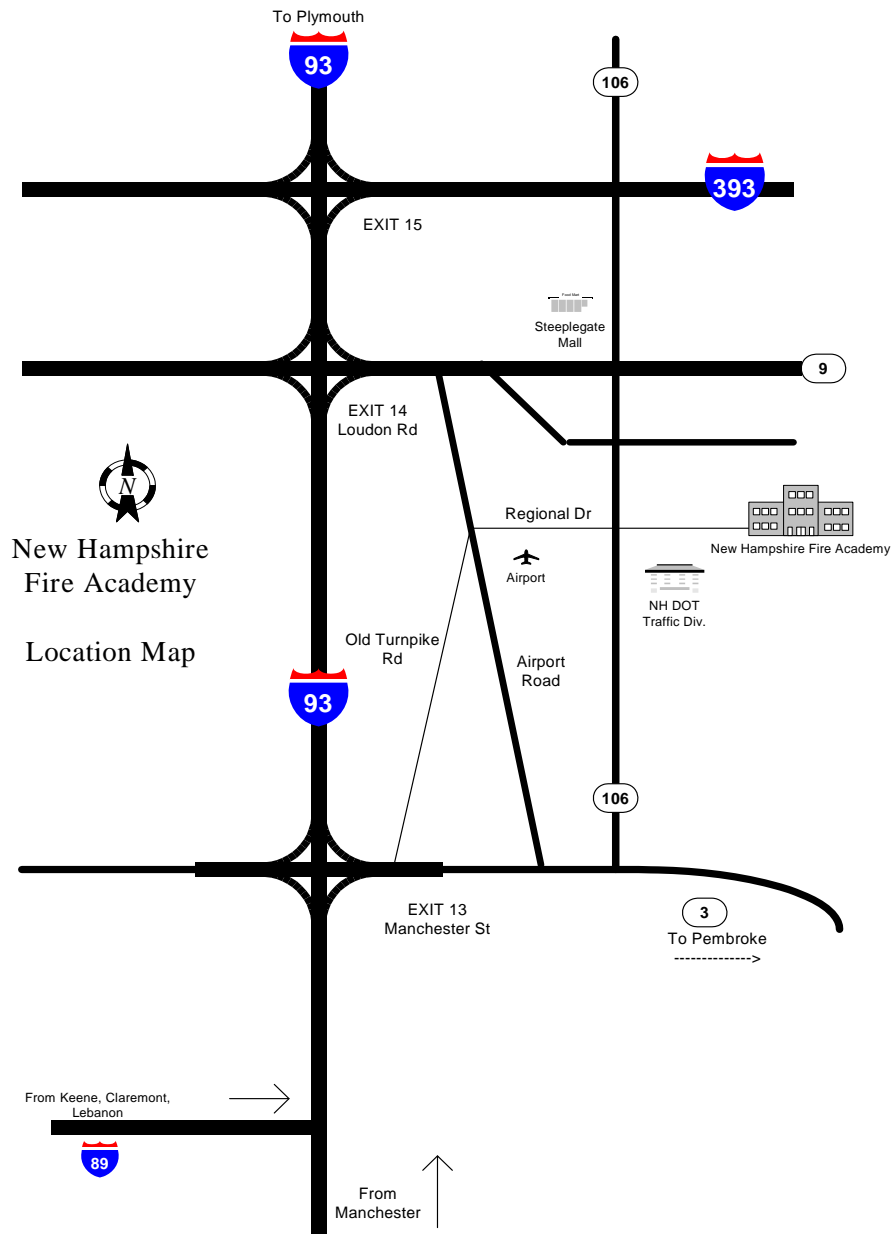 To Plymouth
93
106
393
EXIT 15
Steeplegate
Mall
9
EXIT 14
Loudon Rd
N
New Hampshire
Fire Academy
Location Map
Regional Dr
New Hampshire Fire Academy
Airport
NH DOT
Traffic Div.
Old Turnpike
Rd
Airport
Road
93
106
EXIT 13
Manchester St
3
To Pembroke
-------------->
From Keene, Claremont,
Lebanon
89
From
Manchester